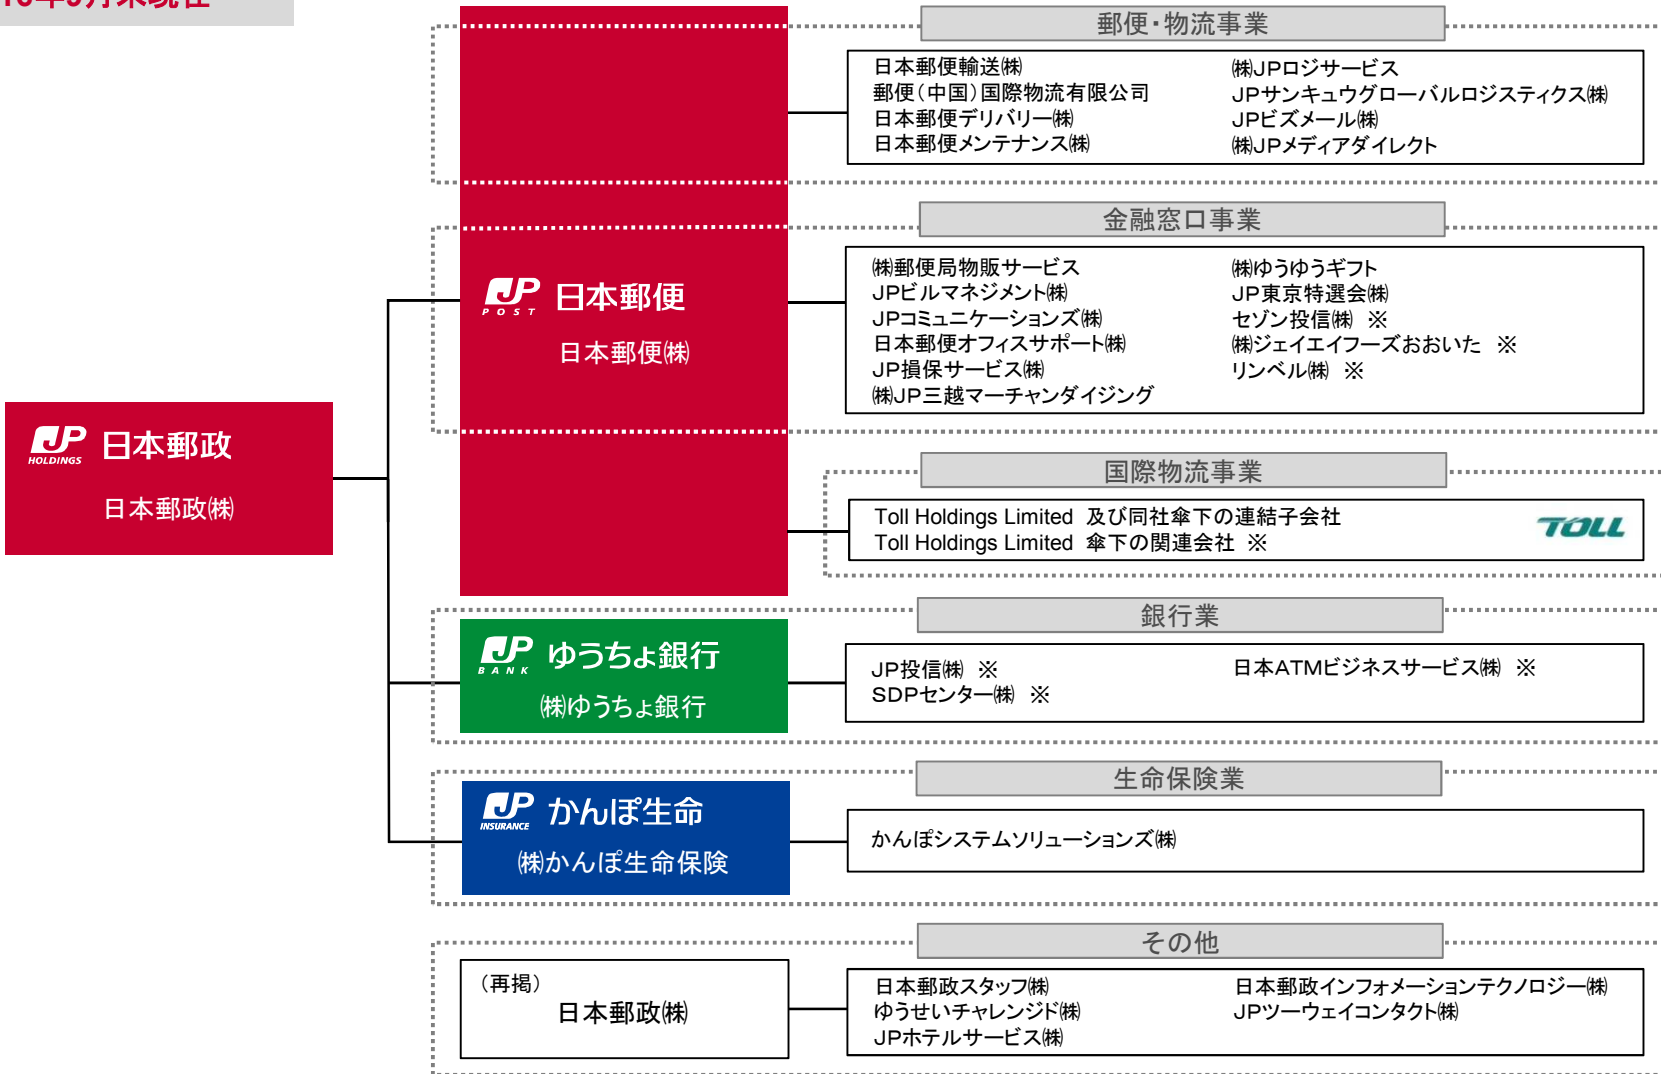 郵便・物流事業
日本郵便輸送㈱
郵便(中国)国際物流有限公司
日本郵便デリバリー㈱
日本郵便メンテナンス㈱
㈱JPロジサービス
JPサンキュウグローバルロジスティクス㈱
JPビズメール㈱
㈱JPメディアダイレクト
金融窓口事業
㈱郵便局物販サービス
JPビルマネジメント㈱
JPコミュニケーションズ㈱
日本郵便オフィスサポート㈱
JP損保サービス㈱
㈱JP三越マーチャンダイジング
㈱ゆうゆうギフト
JP東京特選会㈱
セゾン投信㈱ ※
㈱ジェイエイフーズおおいた ※
リンベル㈱ ※
JP POST 日本郵便
日本郵便㈱
JP HOLDINGS 日本郵政
日本郵政㈱
国際物流事業
Toll Holdings Limited 及び同社傘下の連結子会社
Toll Holdings Limited 傘下の関連会社 ※
TOLL
銀行業
JP BANK ゆうちょ銀行
㈱ゆうちょ銀行
JP投信㈱ ※
SDPセンター㈱ ※
日本ATMビジネスサービス㈱ ※
生命保険業
JP INSURANCE かんぽ生命
㈱かんぽ生命保険
かんぽシステムソリューションズ㈱
その他
(再掲)
日本郵政㈱
日本郵政スタッフ㈱
ゆうせいチャレンジド㈱
JPホテルサービス㈱
日本郵政インフォメーションテクノロジー㈱
JPツーウェイコンタクト㈱